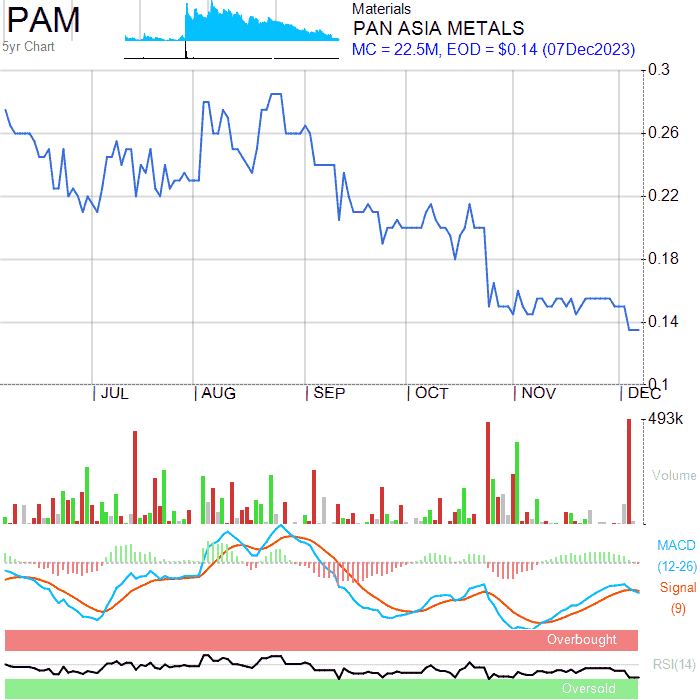 PAM
5yr Chart
Materials
PAN ASIA METALS
MC = 22.5M, EOD = $0.14 (07Dec2023)
0.3
0.26
0.22
0.18
0.14
0.1
JUL AUG SEP OCT NOV DEC
493k
Volume
MACD
(12-26)
Signal
(9)
Overbought
RSI(14)
Oversold